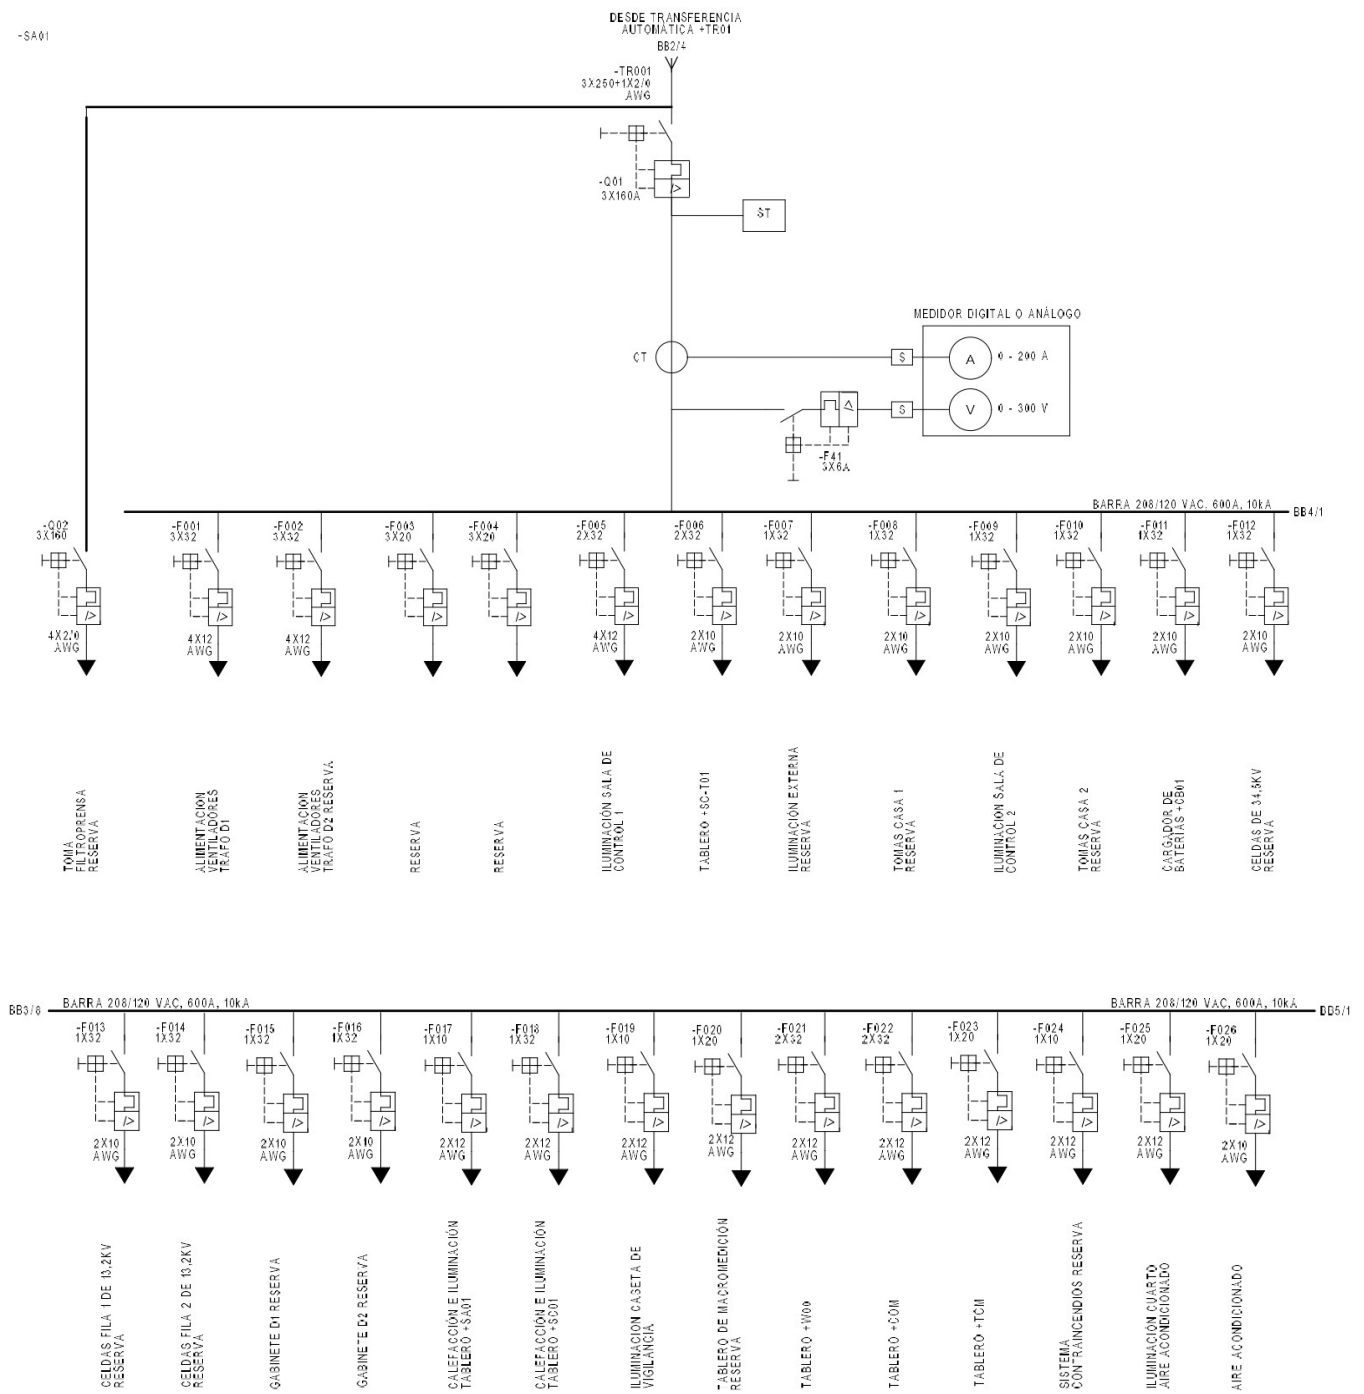 -SA01
DESDE TRANSFERENCIA
AUTOMÁTICA +TR01
BB2/4
-TR001
3X250+1X2/0
AWG
-Q01
3X160A
ST
MEDIDOR DIGITAL O ANÁLOGO
CT
S
A
0 - 200 A
S
V
0 - 300 V
-F41
3X6A
BARRA 208/120 VAC. 600A, 10kA
BB4/1
-Q02
3X160
4X2/0
AWG
TOMA
FILTROPRENSA
RESERVA
-F001
3X32
4X12
AWG
ALIMENTACION
VENTILADORES
TRAFO D1
-F002
3X32
4X12
AWG
ALIMENTACION
VENTILADORES
TRAFO D2 RESERVA
-F003
3X20
RESERVA
-F004
3X20
RESERVA
-F005
2X32
4X12
AWG
ILUMINACIÓN SALA DE
CONTROL 1
-F006
2X32
2X10
AWG
TABLERO +SC-T01
-F007
1X32
2X10
AWG
ILUMINACIÓN EXTERNA
RESERVA
-F008
1X32
2X10
AWG
TOMAS CASA 1
RESERVA
-F009
1X32
2X10
AWG
ILUMINACION SALA DE
CONTROL 2
-F010
1X32
2X10
AWG
TOMAS CASA 2
RESERVA
-F011
1X32
2X10
AWG
CARGADOR DE
BATERIAS +CB01
-F012
1X32
2X10
AWG
CELDAS DE 34,5KV
RESERVA
BB3/8
BARRA 208/120 VAC, 600A, 10kA
BARRA 208/120 VAC, 600A, 10kA
BB5/1
-F013
1X32
2X10
AWG
CELDAS FILA 1 DE 13,2KV
RESERVA
-F014
1X32
2X10
AWG
CELDAS FILA 2 DE 13,2KV
RESERVA
-F015
1X32
2X10
AWG
GABINETE D1 RESERVA
-F016
1X32
2X10
AWG
GABINETE D2 RESERVA
-F017
1X10
2X12
AWG
CALEFACCIÓN E ILUMINACIÓN
TABLERO +SA01
-F018
1X32
2X12
AWG
CALEFACCIÓN E ILUMINACIÓN
TABLERO +SC01
-F019
1X10
2X12
AWG
ILUMINACION CASETA DE
VIGILANCIA
-F020
1X20
2X12
AWG
TABLERO DE MACROMEDICIÓN
RESERVA
-F021
2X32
2X12
AWG
TABLERO +W00
-F022
2X32
2X12
AWG
TABLERO +COM
-F023
1X20
2X12
AWG
TABLERO +TCM
-F024
1X10
2X12
AWG
SISTEMA
CONTRAINCENDIOS RESERVA
-F025
1X20
2X12
AWG
ILUMINACIÓN CUARTO
AIRE ACONDICIONADO
-F026
1X20
2X10
AWG
AIRE ACONDICIONADO